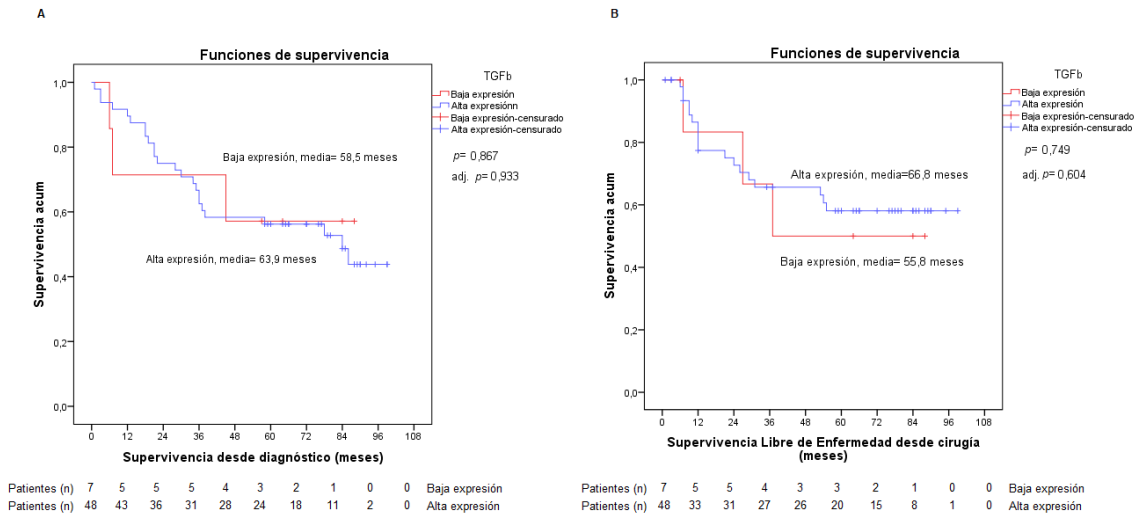 A
Funciones de supervivencia
TGFb
Baja expresión
Alta expresiónn
Baja expresión-censurado
Alta expresión-censurado
p= 0,867
adj. p= 0,933
Baja expresión, media= 58,5 meses
Alta expresión, media= 63,9 meses
Supervivencia acum
1,0
0,8
0,6
0,4
0,2
0,0
0 12 24 36 48 60 72 84 96 108
Supervivencia desde diagnóstico (meses)
Patientes (n) 7 5 5 5 4 3 2 1 0 0 Baja expresión
Patientes (n) 48 43 36 31 28 24 18 11 2 0 Alta expresión
B
Funciones de supervivencia
TGFb
Baja expresión
Alta expresión
Baja expresión-censurado
Alta expresión-censurado
p= 0,749
adj. p= 0,604
Alta expresión, media=66,8 meses
Baja expresión, media= 55,8 meses
Supervivencia acum
1,0
0,8
0,6
0,4
0,2
0,0
0 12 24 36 48 60 72 84 96 108
Supervivencia Libre de Enfermedad desde cirugía
(meses)
Patientes (n) 7 5 5 4 3 3 2 1 0 0 Baja expresión
Patientes (n) 48 33 31 27 26 20 15 8 1 0 Alta expresión